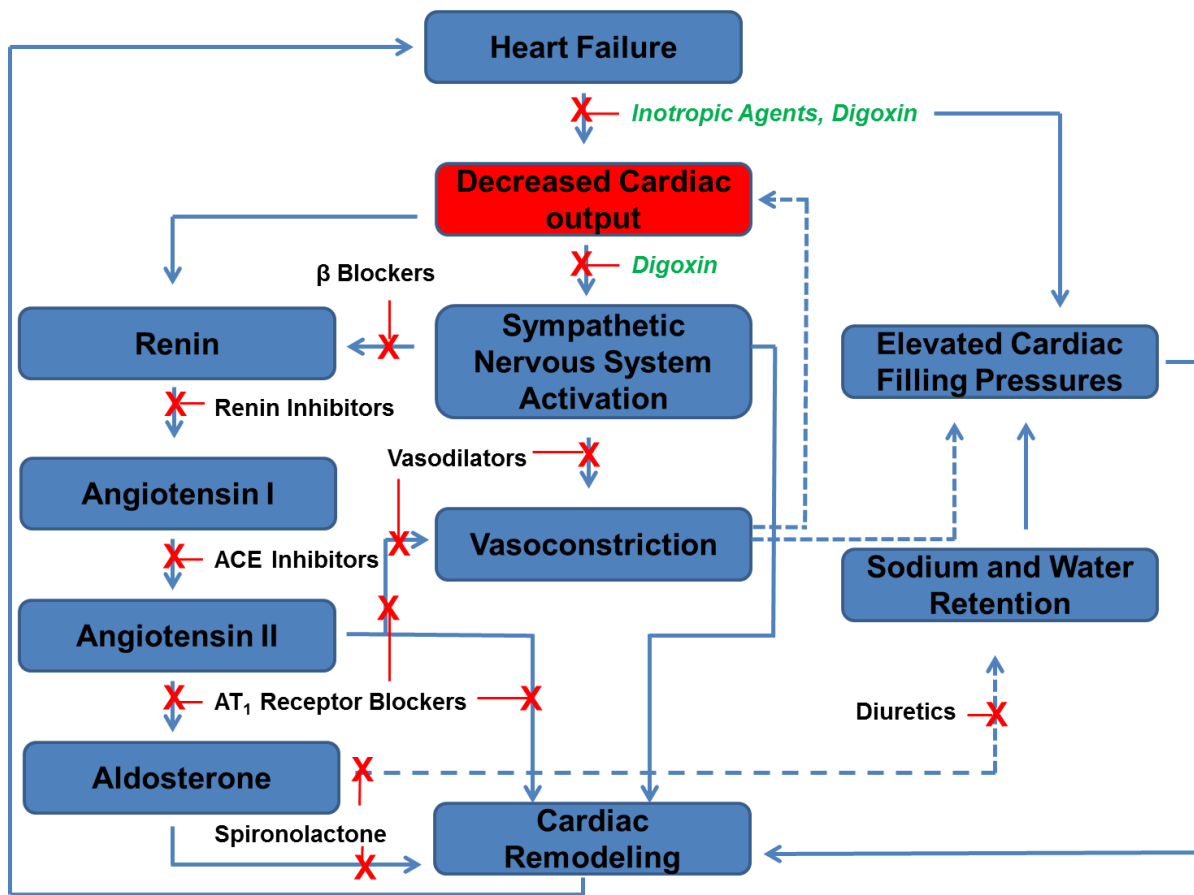 Heart Failure
X
Inotropic Agents, Digoxin
Decreased Cardiac
output
X
Digoxin
β Blockers
Renin
X
Sympathetic
Nervous System
Activation
Elevated Cardiac
Filling Pressures
X
Renin Inhibitors
Vasodilators
X
Angiotensin I
X
Vasoconstriction
X
ACE Inhibitors
Sodium and Water
Retention
X
Angiotensin II
X
AT₁ Receptor Blockers
X
Diuretics
X
Aldosterone
X
Spironolactone
X
Cardiac
Remodeling